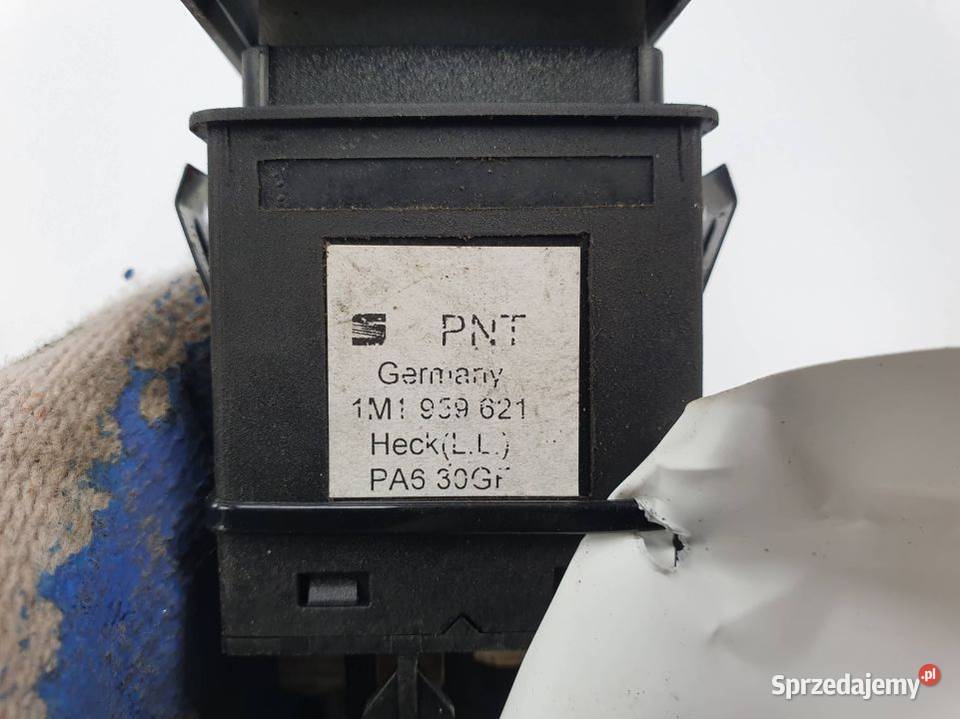 PNT
Germany
1M1 959 621
Heck(L.L.)
PA6 30GF
Sprzedajemy.pl